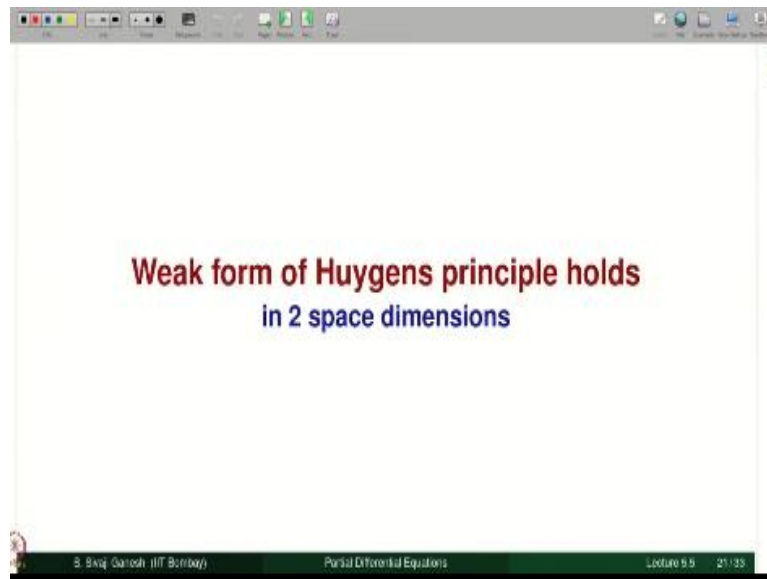 Weak form of Huygens principle holds
in 2 space dimensions
B. Sivaji Ganesh (IIT Bombay)
Partial Differential Equations
Lecture 5.5
21/33